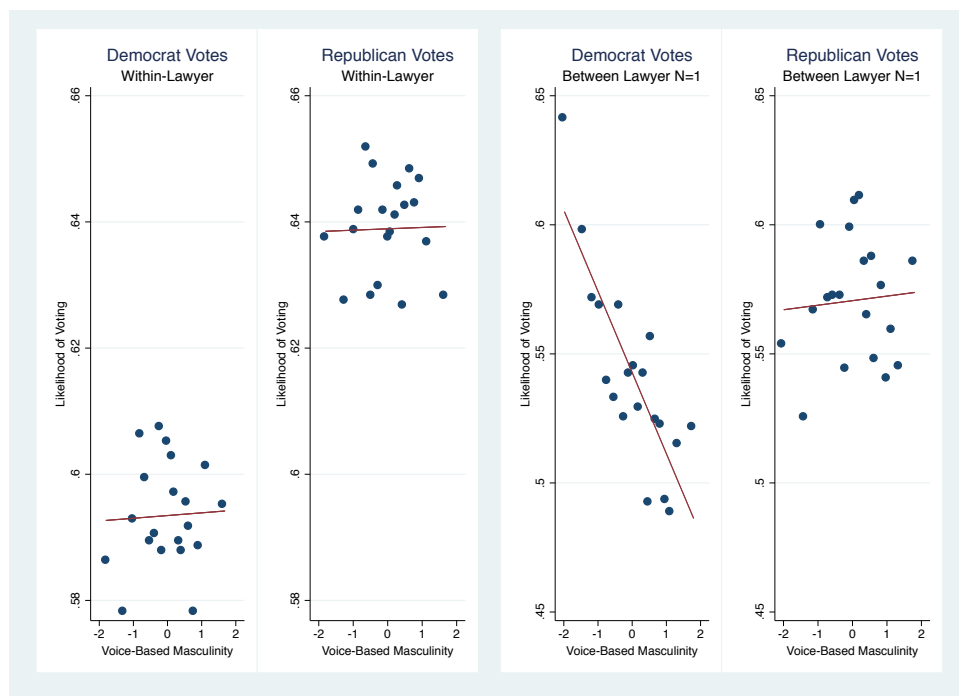 Democrat Votes
Within-Lawyer
.66
.64
.62
.6
.58
Likelihood of Voting
-2 -1 0 1 2
Voice-Based Masculinity
Republican Votes
Within-Lawyer
.66
.64
.62
.6
.58
Likelihood of Voting
-2 -1 0 1 2
Voice-Based Masculinity
Democrat Votes
Between Lawyer N=1
.65
.6
.55
.5
.45
Likelihood of Voting
-2 -1 0 1 2
Voice-Based Masculinity
Republican Votes
Between Lawyer N=1
.65
.6
.55
.5
.45
Likelihood of Voting
-2 -1 0 1 2
Voice-Based Masculinity